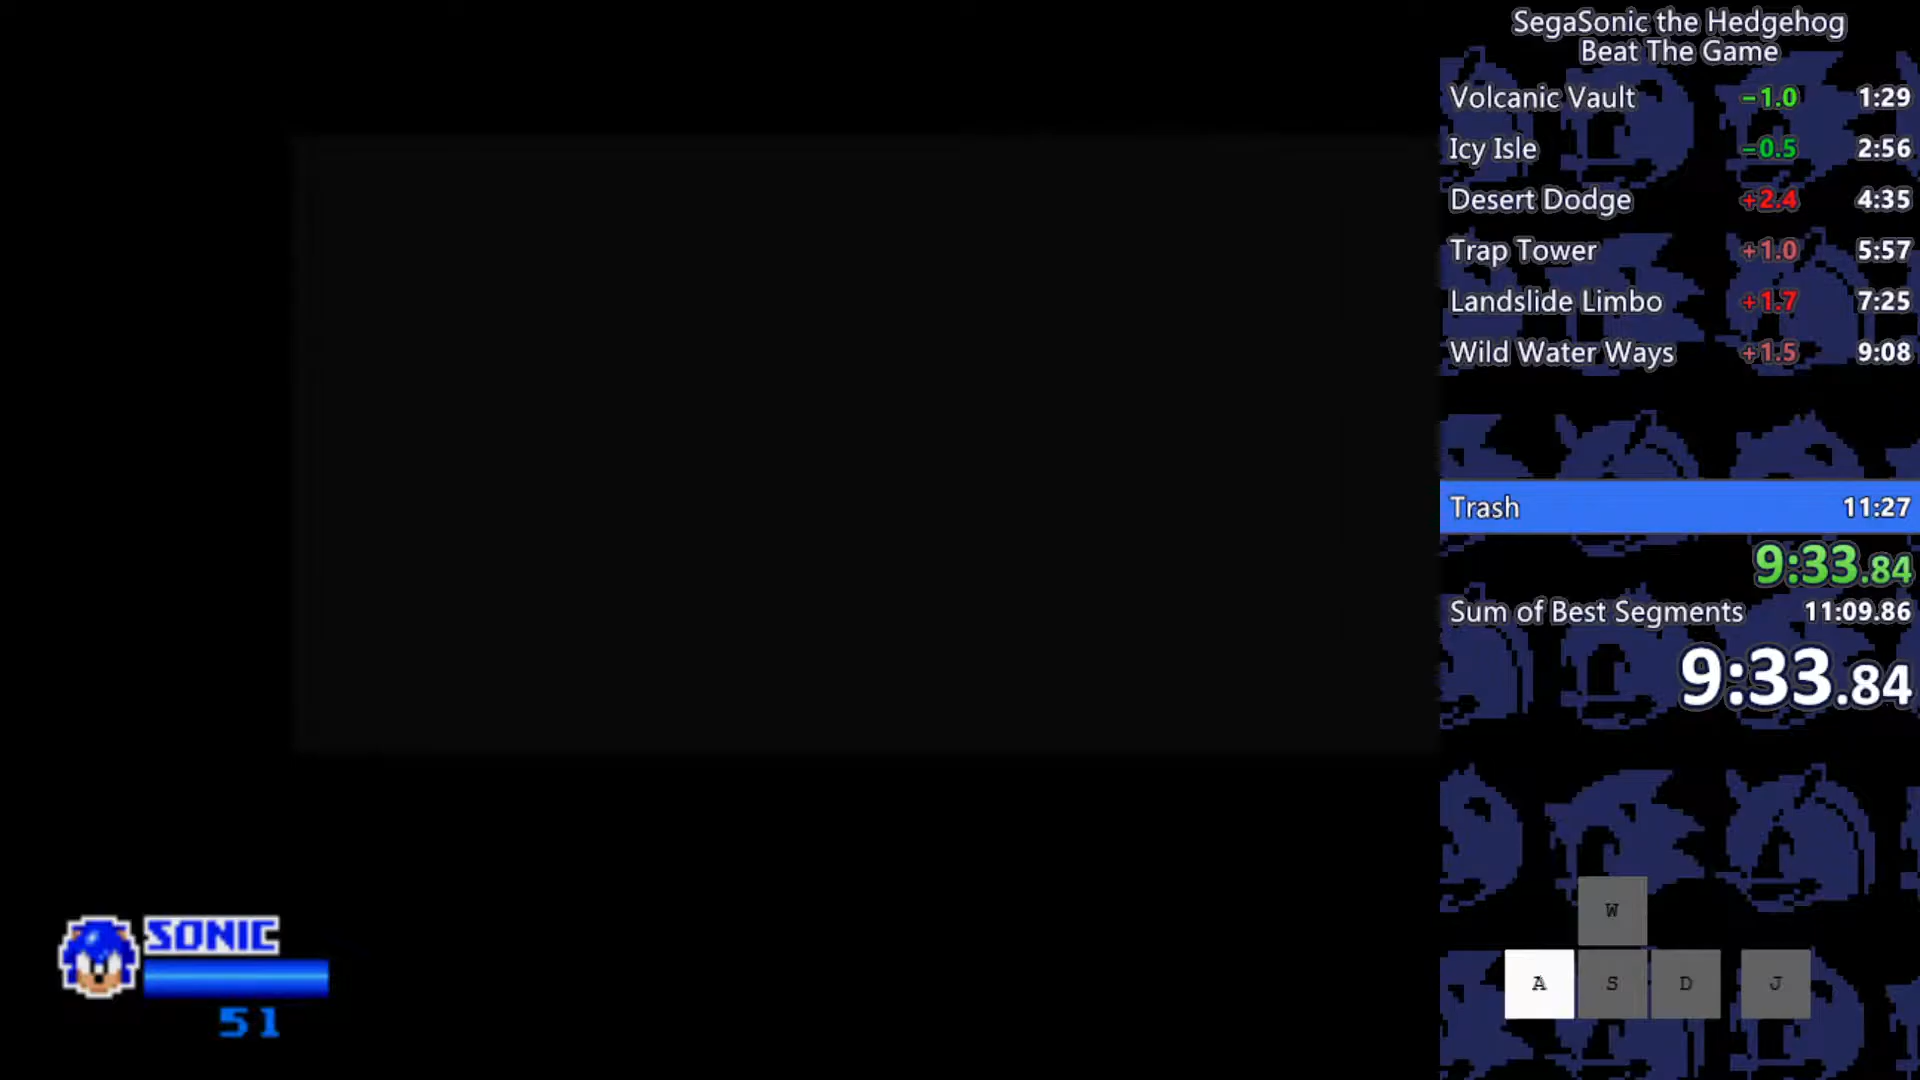 SegaSonic the Hedgehog
Beat The Game
Volcanic Vault -1.0 1:29
Icy Isle -0.5 2:56
Desert Dodge +2.4 4:35
Trap Tower +1.0 5:57
Landslide Limbo +1.7 7:25
Wild Water Ways +1.5 9:08
Trash 11:27
9:33.84
Sum of Best Segments 11:09.86
9:33.84
W
A S D J
SONIC
51